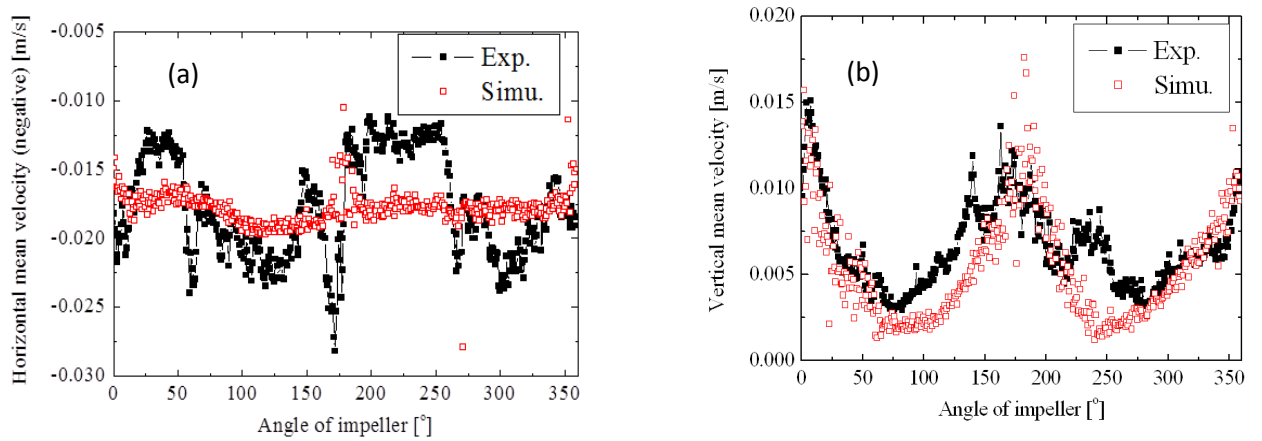 Horizontal mean velocity (negative) [m/s]
-0.005
-0.010
-0.015
-0.020
-0.025
-0.030
(a)
Exp.
Simu.
0 50 100 150 200 250 300 350
Angle of impeller [°]
Vertical mean velocity [m/s]
0.020
0.015
0.010
0.005
0.000
(b)
Exp.
Simu.
0 50 100 150 200 250 300 350
Angle of impeller [°]